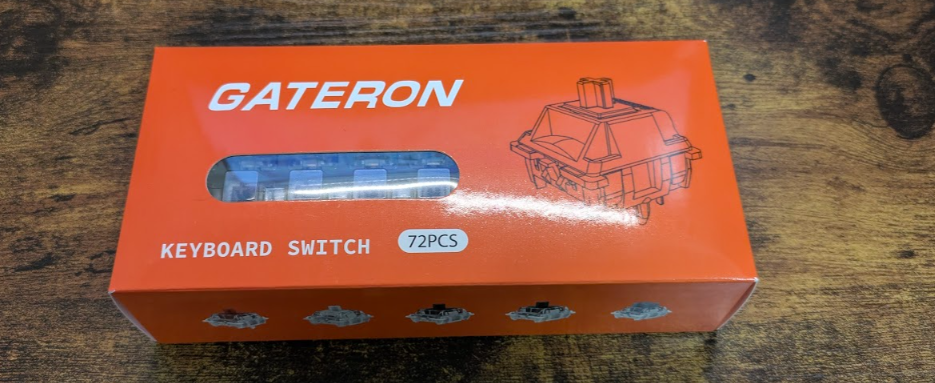 GATERON
KEYBOARD SWITCH 72PCS